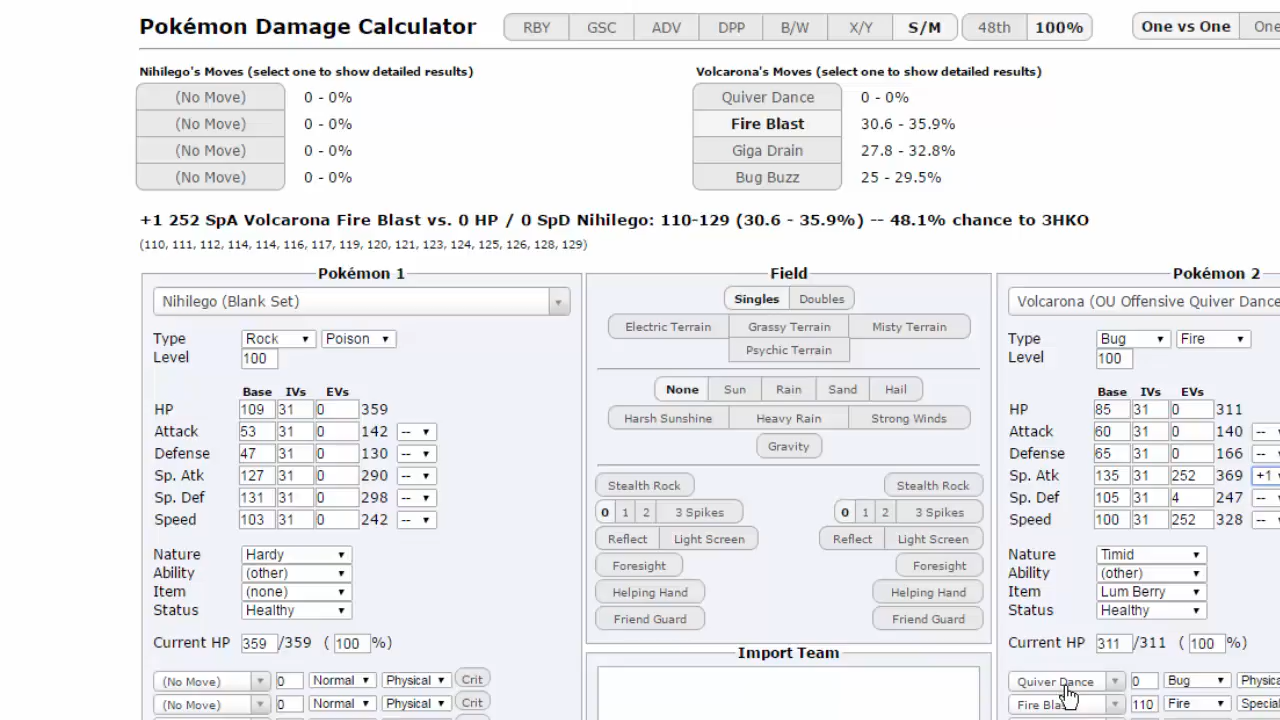 Pokémon Damage Calculator RBY GSC ADV DPP B/W X/Y S/M 48th 100% One vs One One
Nihilego's Moves (select one to show detailed results)
(No Move) 0 - 0%
(No Move) 0 - 0%
(No Move) 0 - 0%
(No Move) 0 - 0%
Volcarona's Moves (select one to show detailed results)
Quiver Dance 0 - 0%
Fire Blast 30.6 - 35.9%
Giga Drain 27.8 - 32.8%
Bug Buzz 25 - 29.5%
+1 252 SpA Volcarona Fire Blast vs. 0 HP / 0 SpD Nihilego: 110-129 (30.6 - 35.9%) -- 48.1% chance to 3HKO
(110, 111, 112, 114, 114, 116, 117, 119, 120, 121, 123, 124, 125, 126, 128, 129)
Pokémon 1
Nihilego (Blank Set)
Type Rock Poison
Level 100
Base IVs EVs
HP 109 31 0 359
Attack 53 31 0 142 --
Defense 47 31 0 130 --
Sp. Atk 127 31 0 290 --
Sp. Def 131 31 0 298 --
Speed 103 31 0 242 --
Nature Hardy
Ability (other)
Item (none)
Status Healthy
Current HP 359 /359 ( 100 %)
(No Move) 0 Normal Physical Crit
(No Move) 0 Normal Physical Crit
Field
Singles Doubles
Electric Terrain Grassy Terrain Misty Terrain
Psychic Terrain
None Sun Rain Sand Hail
Harsh Sunshine Heavy Rain Strong Winds
Gravity
Stealth Rock Stealth Rock
0 1 2 3 Spikes 0 1 2 3 Spikes
Reflect Light Screen Reflect Light Screen
Foresight Foresight
Helping Hand Helping Hand
Friend Guard Friend Guard
Import Team
Pokémon 2
Volcarona (OU Offensive Quiver Dance
Type Bug Fire
Level 100
Base IVs EVs
HP 85 31 0 311
Attack 60 31 0 140 --
Defense 65 31 0 166 --
Sp. Atk 135 31 252 369 +1
Sp. Def 105 31 4 247 --
Speed 100 31 252 328 --
Nature Timid
Ability (other)
Item Lum Berry
Status Healthy
Current HP 311 /311 ( 100 %)
Quiver Dance 0 Bug Physica
Fire Blas 110 Fire Special